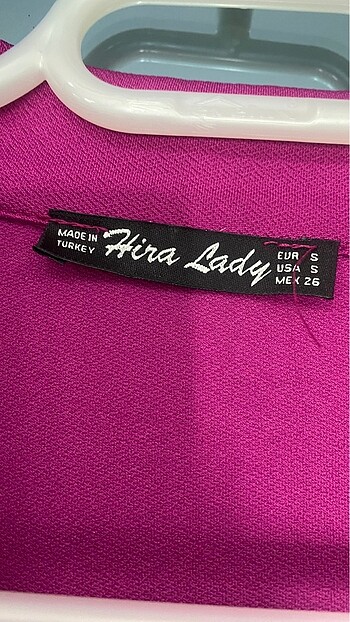 MADE IN
TURKEY
Hira Lady
EUR S
USA S
MEX 26